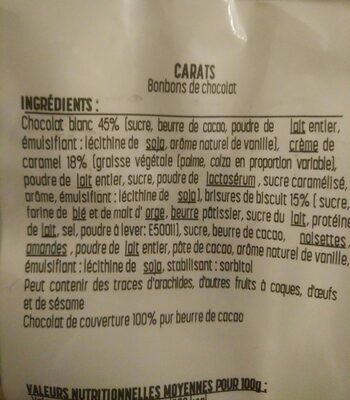 CARATS
Bonbons de chocolat
INGRÉDIENTS :
Chocolat blanc 45% (sucre, beurre de cacao, poudre de lait entier,
émulsifiant : lécithine de soja, arôme naturel de vanille), crème de
caramel 18% (graisse végétale (palme, colza en proportion variable),
poudre de lait entier, sucre, poudre de lactosérum, sucre caramélisé,
arôme, émulsifiant : lécithine de soja), brisures de biscuit 15% ( sucre,
farine de blé et de malt d'orge, beurre pâtissier, sucre du lait, protéine
de lait, sel, poudre à lever: E500II), sucre, beurre de cacao, noisettes,
amandes, poudre de lait entier, pâte de cacao, arôme naturel de vanille,
émulsifiant : lécithine de soja, stabilisant : sorbitol
Peut contenir des traces d'arachides, d'autres fruits à coques, d'œufs
et de sésame
Chocolat de couverture 100% pur beurre de cacao
VALEURS NUTRITIONNELLES MOYENNES POUR 100g :